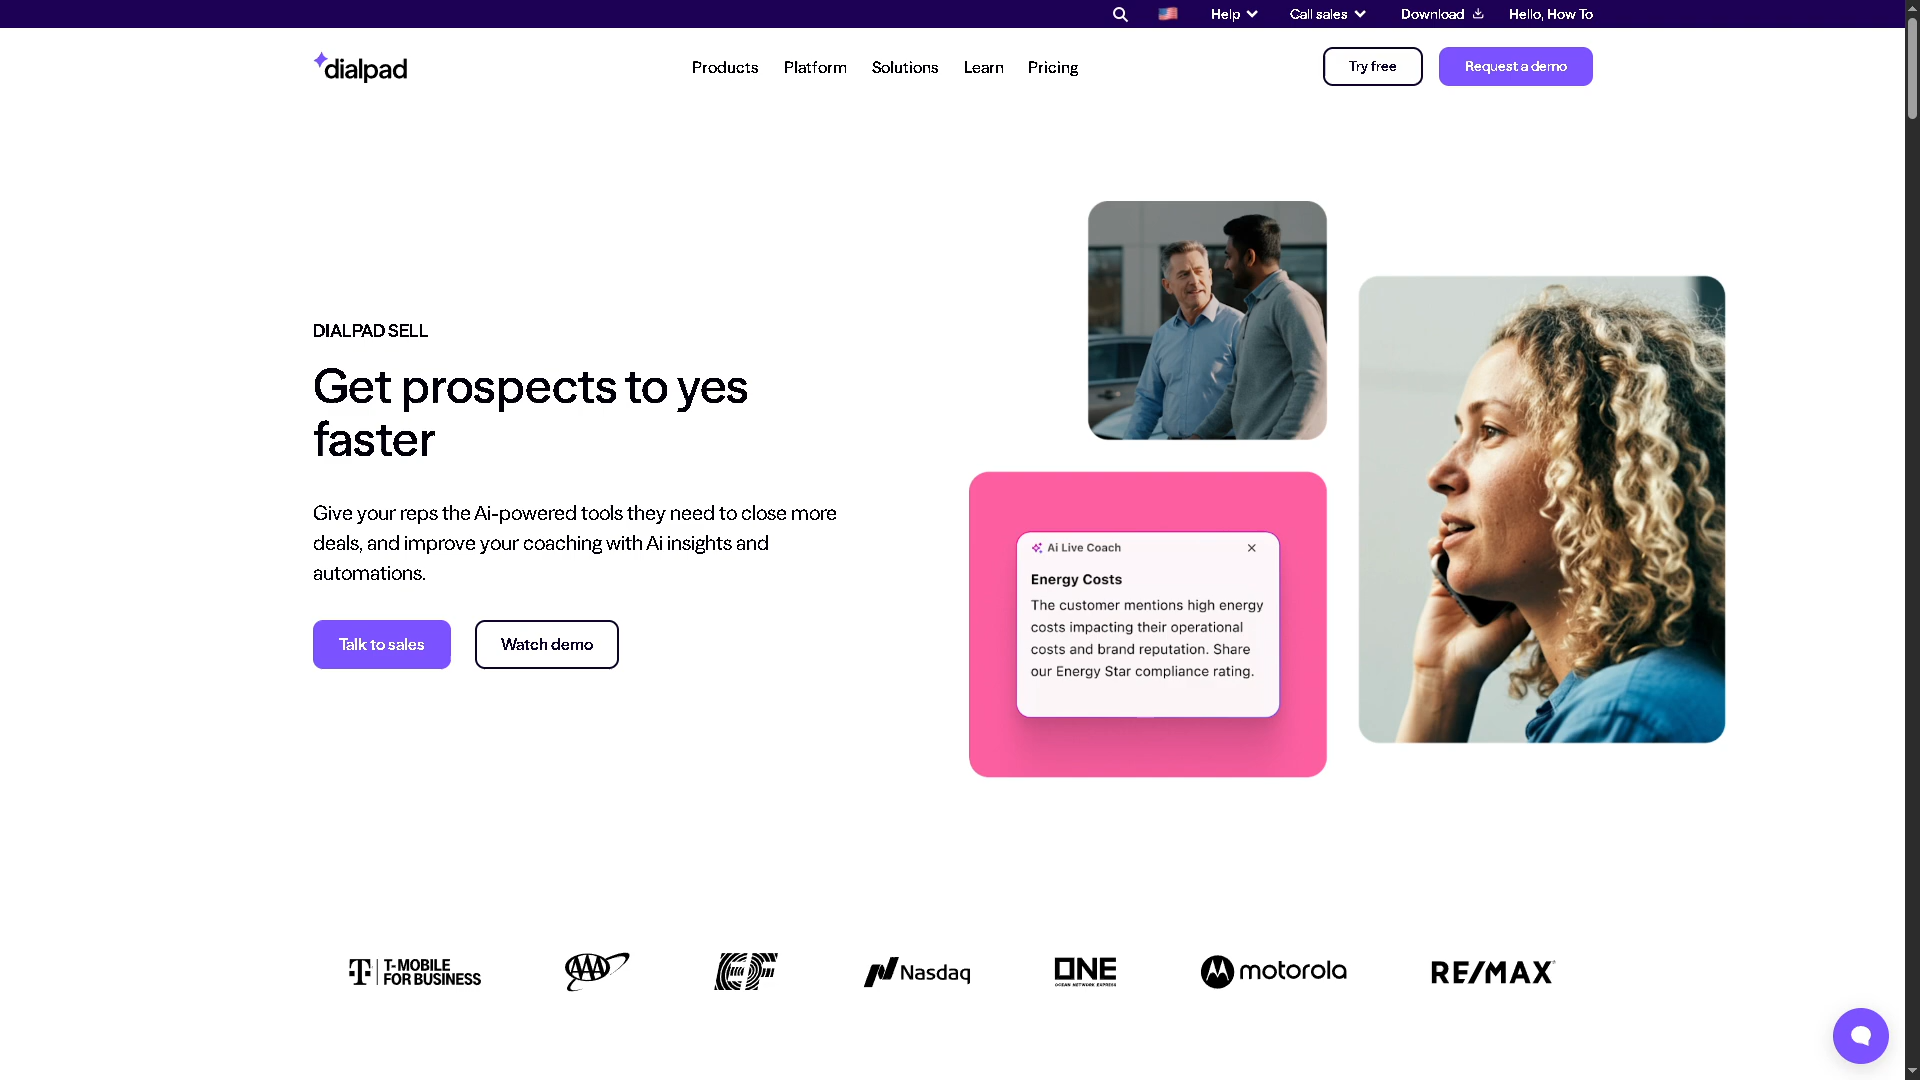 Help
Call sales
Download
Hello, How To
dialpad
Products
Platform
Solutions
Learn
Pricing
Try free
Request a demo
DIALPAD SELL
Get prospects to yes
faster
Give your reps the Ai-powered tools they need to close more
deals, and improve your coaching with Ai insights and
automations.
Talk to sales
Watch demo
Ai Live Coach
Energy Costs
The customer mentions high energy
costs impacting their operational
costs and brand reputation. Share
our Energy Star compliance rating.
T-MOBILE
FOR BUSINESS
AAA
EF
Nasdaq
ONE
OCEAN NETWORK EXPRESS
motorola
RE/MAX